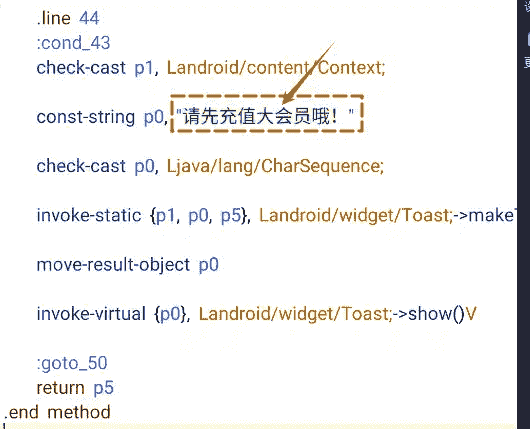 .line 44
:cond_43
check-cast p1, Landroid/content/Context;
const-string p0, "请先充值大会员哦！"
check-cast p0, Ljava/lang/CharSequence;
invoke-static {p1, p0, p5}, Landroid/widget/Toast;->make
move-result-object p0
invoke-virtual {p0}, Landroid/widget/Toast;->show()V
:goto_50
return p5
.end method